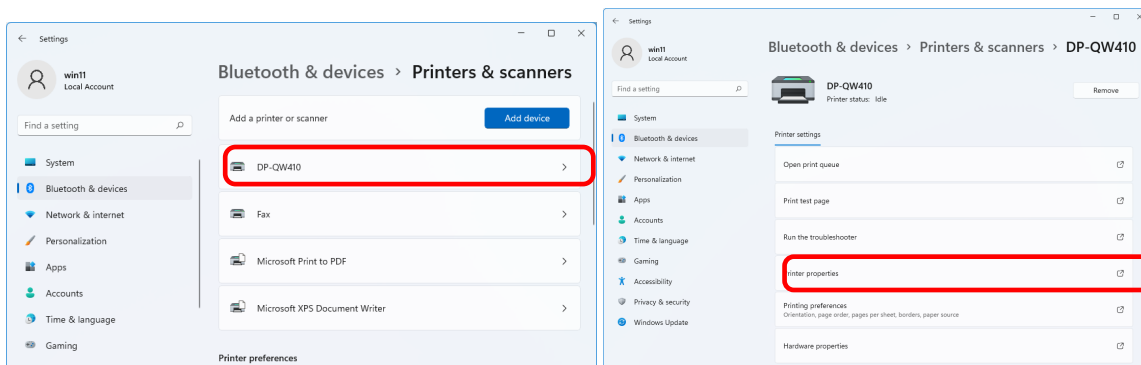 Settings
win11
Local Account
Find a setting
System
Bluetooth & devices
Network & internet
Personalization
Apps
Accounts
Time & language
Gaming
Bluetooth & devices > Printers & scanners
Add a printer or scanner
Add device
DP-QW410
Fax
Microsoft Print to PDF
Microsoft XPS Document Writer
Printer preferences
Settings
win11
Local Account
Find a setting
System
Bluetooth & devices
Network & internet
Personalization
Apps
Accounts
Time & language
Gaming
Accessibility
Privacy & security
Windows Update
Bluetooth & devices > Printers & scanners > DP-QW410
DP-QW410
Printer status: Idle
Remove
Printer settings
Open print queue
Print test page
Run the troubleshooter
Printer properties
Printing preferences
Orientation, page order, pages per sheet, borders, paper source
Hardware properties